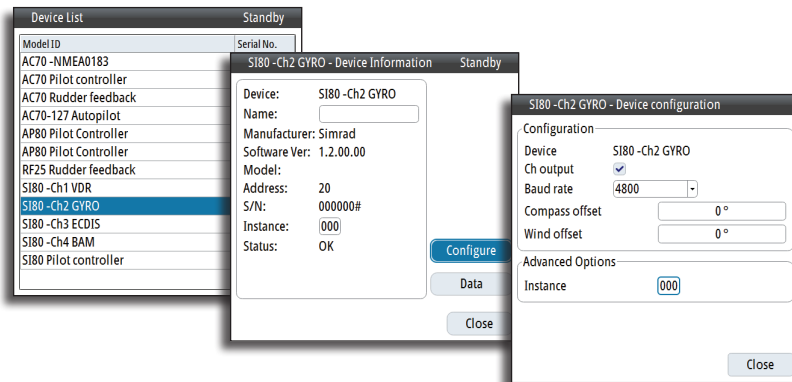 Device List Standby
Model ID Serial No.
AC70 -NMEA0183
AC70 Pilot controller
AC70 Rudder feedback
AC70-127 Autopilot
AP80 Pilot Controller
AP80 Pilot Controller
RF25 Rudder feedback
SI80 -Ch1 VDR
SI80 -Ch2 GYRO
SI80 -Ch3 ECDIS
SI80 -Ch4 BAM
SI80 Pilot controller
SI80 -Ch2 GYRO - Device Information Standby
Device: SI80 -Ch2 GYRO
Name:
Manufacturer: Simrad
Software Ver: 1.2.00.00
Model:
Address: 20
S/N: 000000#
Instance: 000
Status: OK
Configure
Data
Close
SI80 -Ch2 GYRO - Device configuration
Configuration
Device SI80 -Ch2 GYRO
Ch output
Baud rate 4800
Compass offset 0 °
Wind offset 0 °
Advanced Options
Instance 000
Close